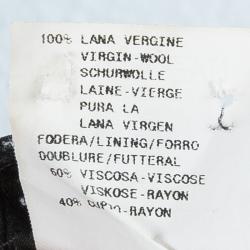 100% LANA VERGINE
VIRGIN-WOOL
SCHURWOLLE
LAINE-VIERGE
PURA LA
LANA VIRGEN
FODERA/LINING/FORRO
DOUBLURE/FUTTERAL
60% VISCOSA-VISCOSE
VISKOSE-RAYON
40% -RAYON